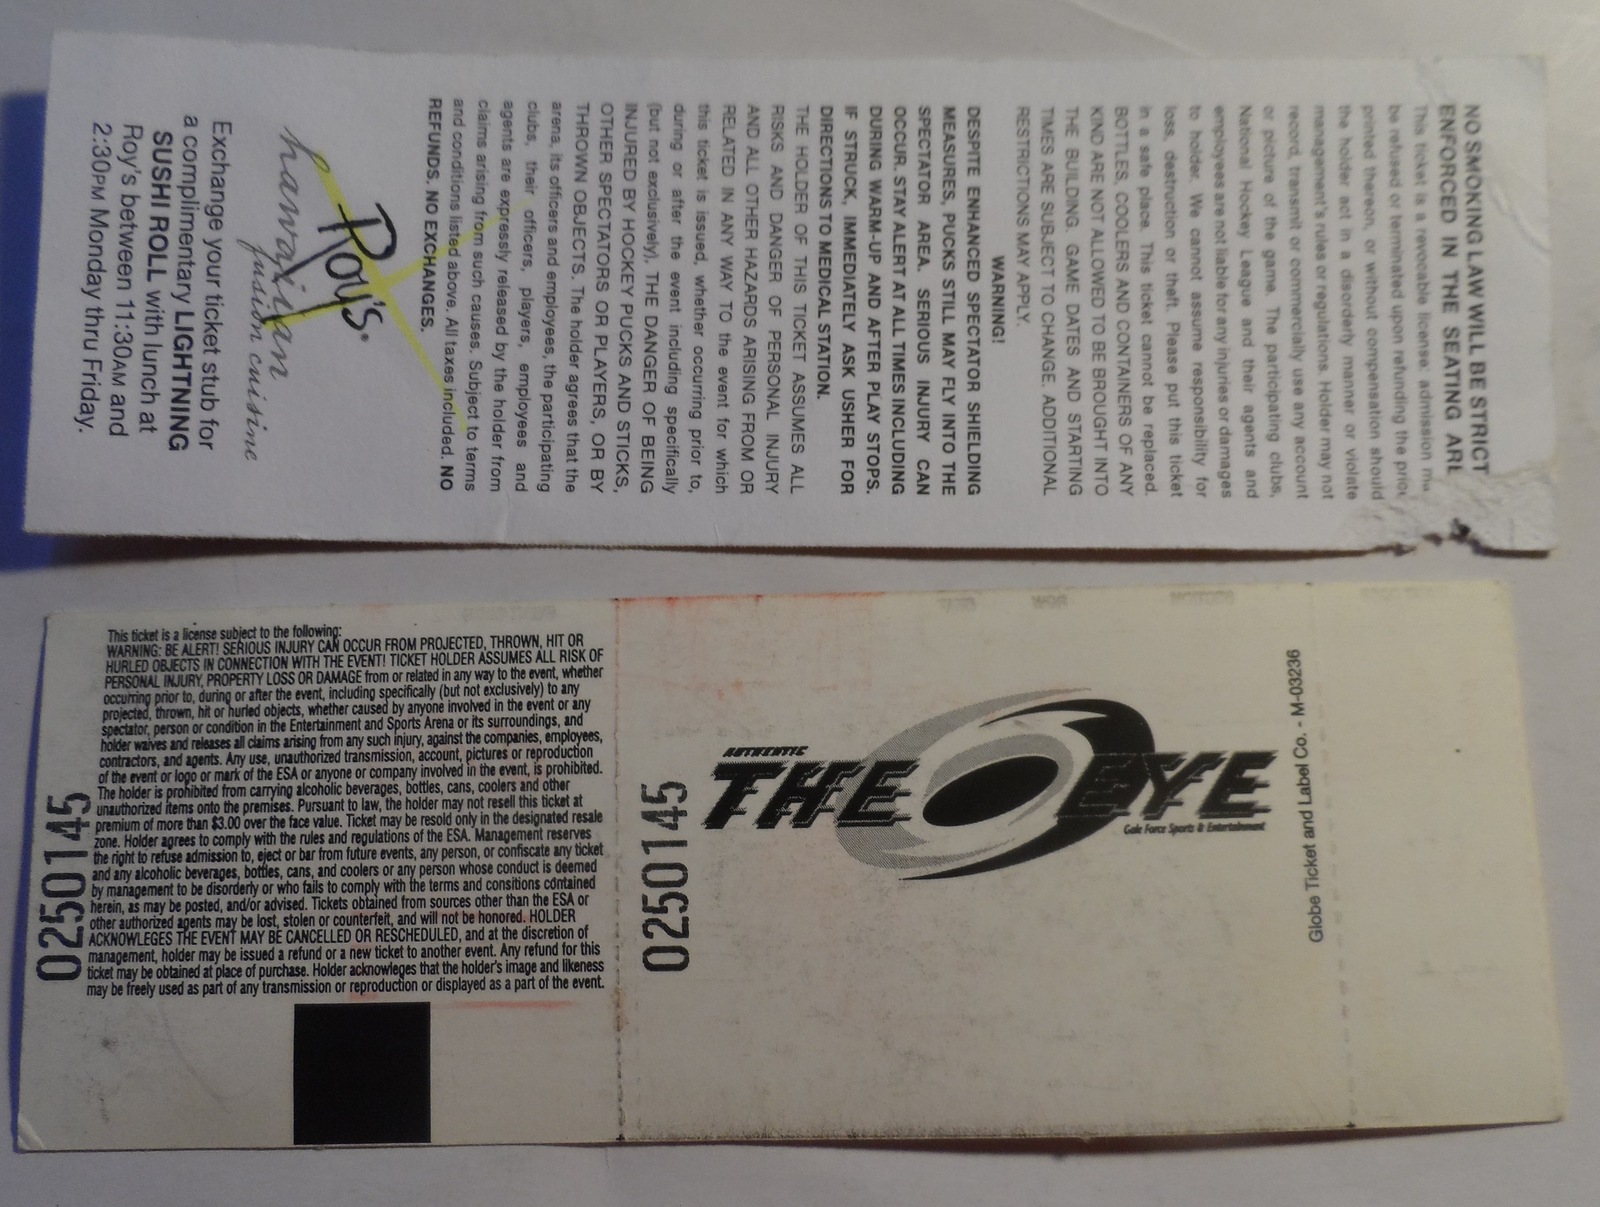 NO SMOKING LAW WILL BE STRICT
ENFORCED IN THE SEATING ARE
This ticket is a revocable license: admission ma
be refused or terminated upon refunding the price
printed thereon, or without compensation should
the holder act in a disorderly manner or violate
management's rules or regulations. Holder may not
record, transmit or commercially use any account
or picture of the game. The participating clubs,
National Hockey League and their agents and
employees are not liable for any injuries or damages
to holder. We cannot assume responsibility for
loss, destruction or theft. Please put this ticket
in a safe place. This ticket cannot be replaced.
BOTTLES, COOLERS AND CONTAINERS OF ANY
KIND ARE NOT ALLOWED TO BE BROUGHT INTO
THE BUILDING. GAME DATES AND STARTING
TIMES ARE SUBJECT TO CHANGE. ADDITIONAL
RESTRICTIONS MAY APPLY.
WARNING!
DESPITE ENHANCED SPECTATOR SHIELDING
MEASURES, PUCKS STILL MAY FLY INTO THE
SPECTATOR AREA. SERIOUS INJURY CAN
OCCUR. STAY ALERT AT ALL TIMES INCLUDING
DURING WARM-UP AND AFTER PLAY STOPS.
IF STRUCK, IMMEDIATELY ASK USHER FOR
DIRECTIONS TO MEDICAL STATION.
THE HOLDER OF THIS TICKET ASSUMES ALL
RISKS AND DANGER OF PERSONAL INJURY
AND ALL OTHER HAZARDS ARISING FROM OR
RELATED IN ANY WAY TO the event for which
this ticket is issued, whether occurring prior to,
during or after the event including specifically
(but not exclusively), THE DANGER OF BEING
INJURED BY HOCKEY PUCKS AND STICKS,
OTHER SPECTATORS OR PLAYERS, OR BY
THROWN OBJECTS. The holder agrees that the
arena, its officers and employees, the participating
clubs, their officers, players, employees and
agents are expressly released by the holder from
claims arising from such causes. Subject to terms
and conditions listed above. All taxes included. NO
REFUNDS. NO EXCHANGES.
Roy's.
hawaiian
fusion cuisine
Exchange your ticket stub for
a complimentary LIGHTNING
SUSHI ROLL with lunch at
Roy's between 11:30AM and
2:30PM Monday thru Friday.
This ticket is a license subject to the following:
WARNING: BE ALERT! SERIOUS INJURY CAN OCCUR FROM PROJECTED, THROWN, HIT OR
HURLED OBJECTS IN CONNECTION WITH THE EVENT! TICKET HOLDER ASSUMES ALL RISK OF
PERSONAL INJURY, PROPERTY LOSS OR DAMAGE from or related in any way to the event, whether
occurring prior to, during or after the event, including specifically (but not exclusively) to any
projected, thrown, hit or hurled objects, whether caused by anyone involved in the event or any
spectator, person or condition in the Entertainment and Sports Arena or its surroundings, and
holder waives and releases all claims arising from any such injury, against the companies, employees,
contractors, and agents. Any use, unauthorized transmission, account, pictures or reproduction
of the event or logo or mark of the ESA or anyone or company involved in the event, is prohibited.
The holder is prohibited from carrying alcoholic beverages, bottles, cans, coolers and other
unauthorized items onto the premises. Pursuant to law, the holder may not resell this ticket at
premium of more than $3.00 over the face value. Ticket may be resold only in the designated resale
zone. Holder agrees to comply with the rules and regulations of the ESA. Management reserves
the right to refuse admission to, eject or bar from future events, any person, or confiscate any ticket
and any alcoholic beverages, bottles, cans, and coolers or any person whose conduct is deemed
by management to be disorderly or who fails to comply with the terms and consitions contained
herein, as may be posted, and/or advised. Tickets obtained from sources other than the ESA or
other authorized agents may be lost, stolen or counterfeit, and will not be honored. HOLDER
ACKNOWLEGES THE EVENT MAY BE CANCELLED OR RESCHEDULED, and at the discretion of
management, holder may be issued a refund or a new ticket to another event. Any refund for this
ticket may be obtained at place of purchase. Holder acknowleges that the holder's image and likeness
may be freely used as part of any transmission or reproduction or displayed as a part of the event.
0250145
0250145
AUTHENTIC
THE EYE
Gale Force Sports & Entertainment
Globe Ticket and Label Co. - M-03236